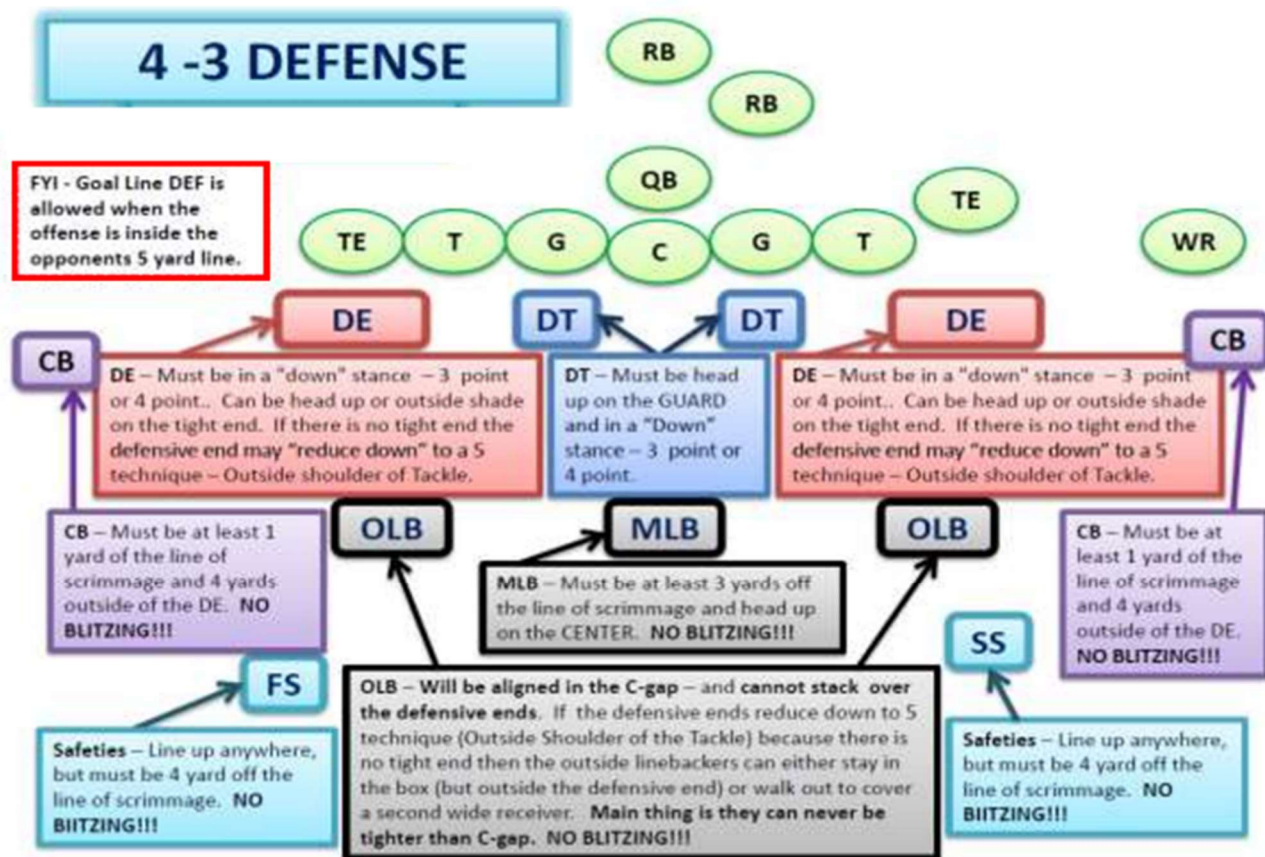 4 -3 DEFENSE
RB
RB
FYI - Goal Line DEF is
allowed when the
offense is inside the
opponents 5 yard line.
QB
TE
TE
T
G
C
G
T
WR
DE
DT
DT
DE
CB
CB
DE – Must be in a "down" stance – 3 point
or 4 point.. Can be head up or outside shade
on the tight end. If there is no tight end the
defensive end may "reduce down" to a 5
technique – Outside shoulder of Tackle.
DT – Must be head
up on the GUARD
and in a "Down"
stance – 3 point or
4 point.
DE – Must be in a "down" stance – 3 point
or 4 point.. Can be head up or outside shade
on the tight end. If there is no tight end the
defensive end may "reduce down" to a 5
technique – Outside shoulder of Tackle.
OLB
MLB
OLB
CB – Must be at least 1
yard of the line of
scrimmage and 4 yards
outside of the DE. NO
BLITZING!!!
MLB – Must be at least 3 yards off
the line of scrimmage and head up
on the CENTER. NO BLITZING!!!
CB – Must be at
least 1 yard of the
line of scrimmage
and 4 yards
outside of the DE.
NO BLITZING!!!
FS
SS
OLB – Will be aligned in the C-gap – and cannot stack over
the defensive ends. If the defensive ends reduce down to 5
technique (Outside Shoulder of the Tackle) because there is
no tight end then the outside linebackers can either stay in
the box (but outside the defensive end) or walk out to cover
a second wide receiver. Main thing is they can never be
tighter than C-gap. NO BLITZING!!!
Safeties – Line up anywhere,
but must be 4 yard off the
line of scrimmage. NO
BIITZING!!!
Safeties – Line up anywhere,
but must be 4 yard off the
line of scrimmage. NO
BIITZING!!!